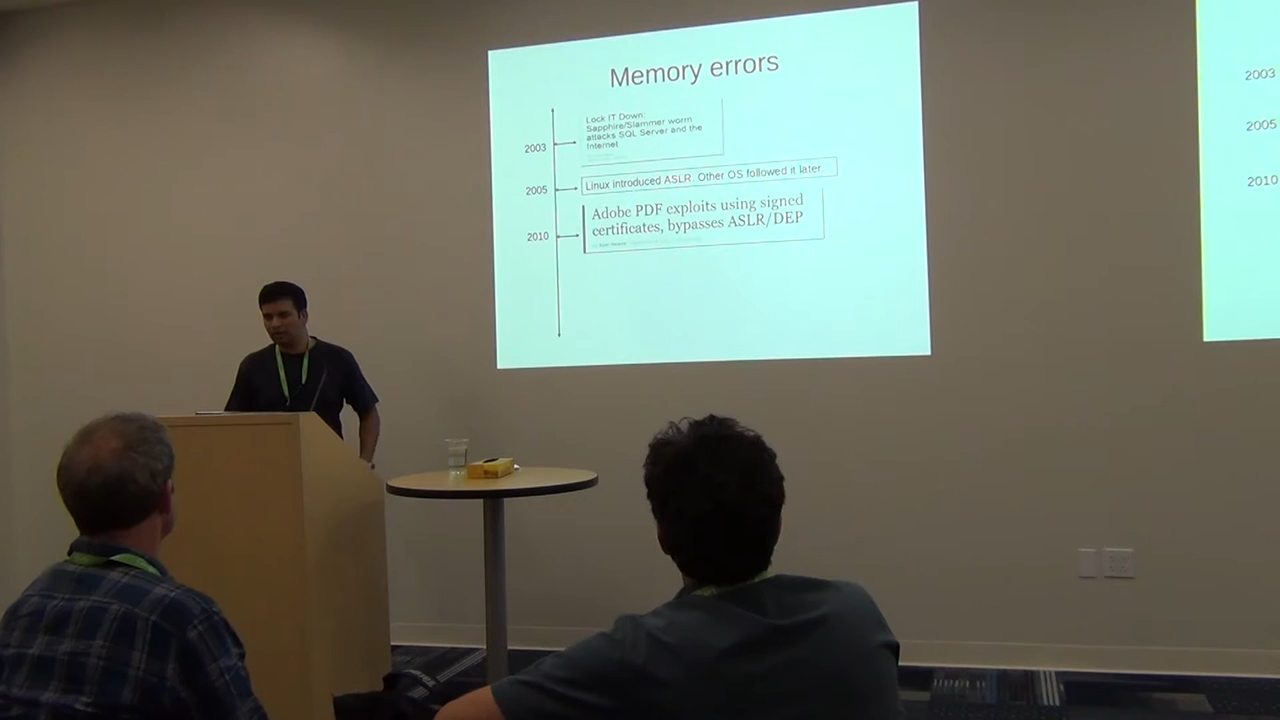 Memory errors
2003
Lock IT Down:
Sapphire/Slammer worm
attacks SQL Server and the
Internet
2005
Linux introduced ASLR. Other OS followed it later.
2010
Adobe PDF exploits using signed
certificates, bypasses ASLR/DEP
2003
2005
2010